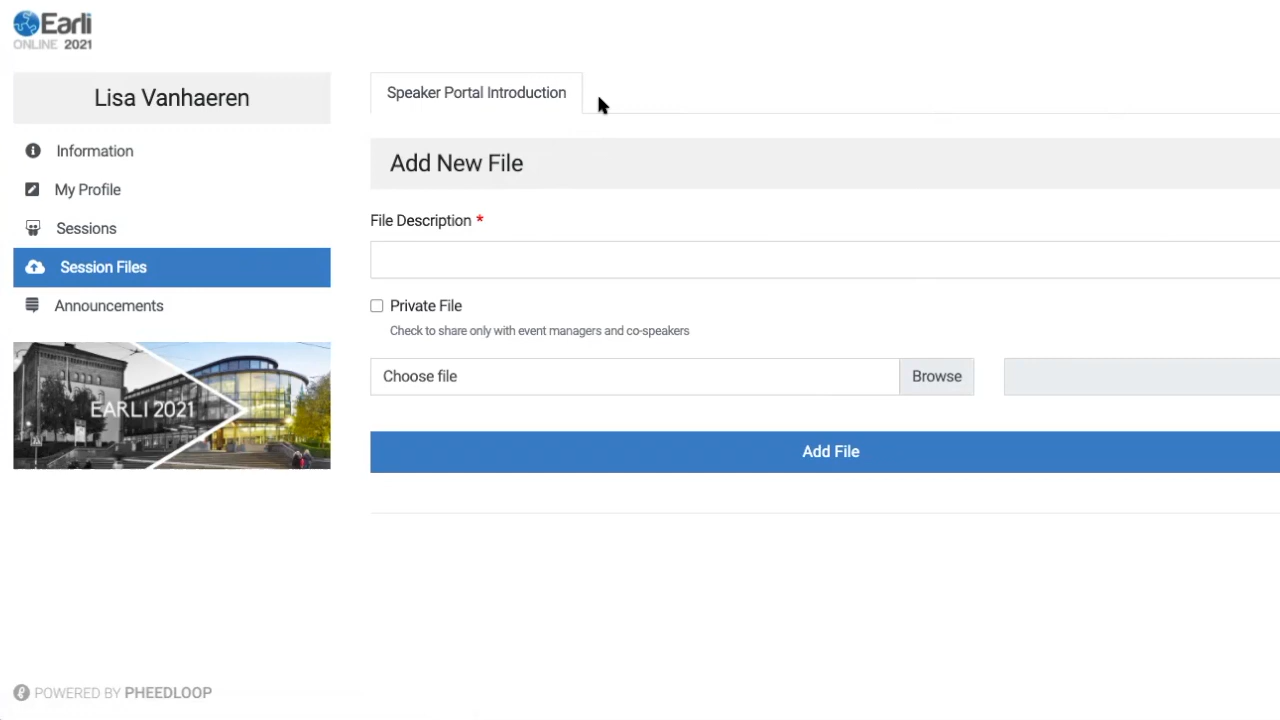 Earli
ONLINE 2021
Lisa Vanhaeren
Information
My Profile
Sessions
Session Files
Announcements
EARLI 2021
Speaker Portal Introduction
Add New File
File Description *
Private File
Check to share only with event managers and co-speakers
Choose file
Browse
Add File
POWERED BY PHEEDLOOP